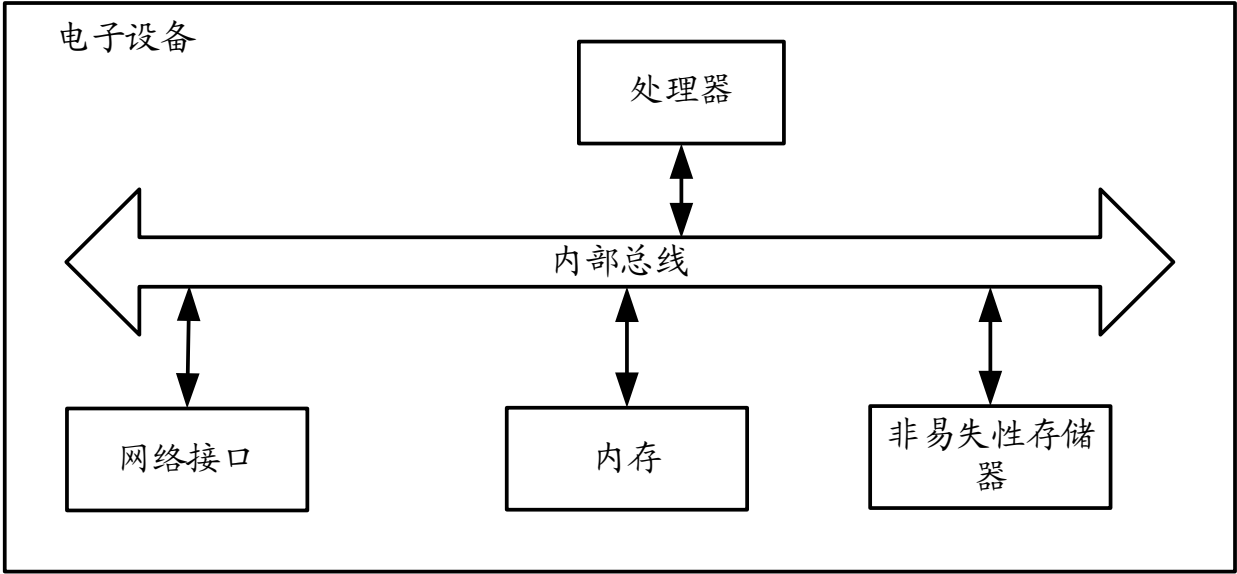 电子设备
处理器
内部总线
网络接口
内存
非易失性存储
器